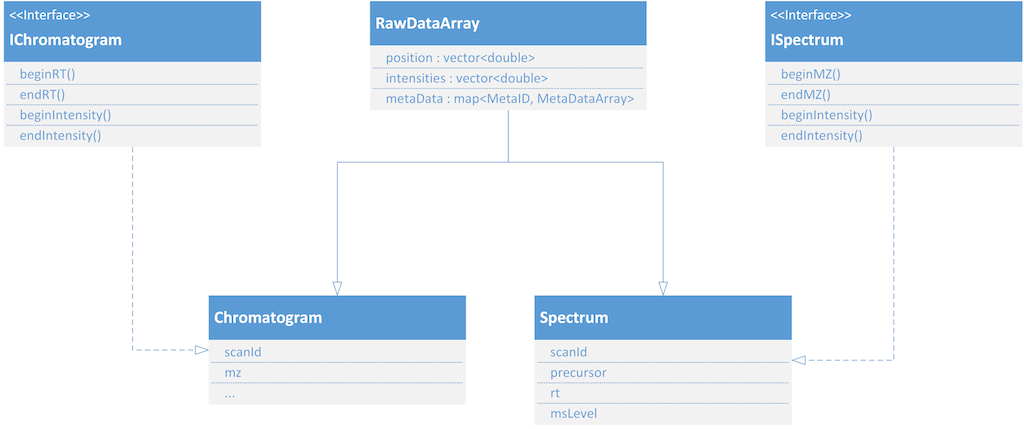 <<Interface>>
IChromatogram
beginRT()
endRT()
beginIntensity()
endIntensity()
RawDataArray
position : vector<double>
intensities : vector<double>
metaData : map<MetaID, MetaDataArray>
<<Interface>>
ISpectrum
beginMZ()
endMZ()
beginIntensity()
endIntensity()
Chromatogram
scanId
mz
...
Spectrum
scanId
precursor
rt
msLevel